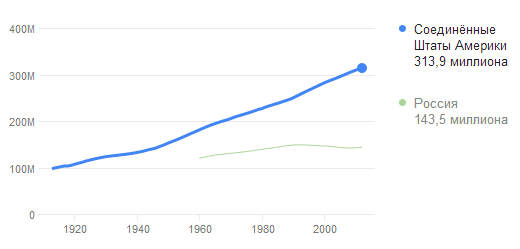 400M
300M
200M
100M
0
1920 1940 1960 1980 2000
Соединённые
Штаты Америки
313,9 миллиона
Россия
143,5 миллиона